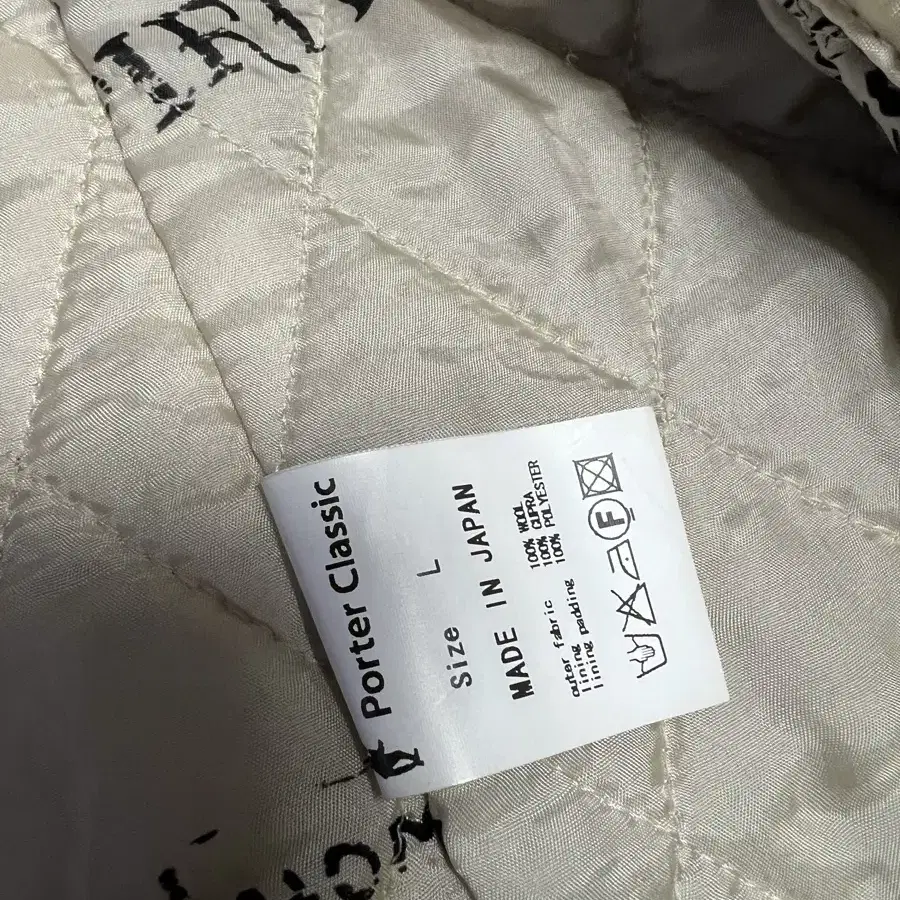 Porter Classic
Size L
MADE IN JAPAN
outer fabric 100% WOOL
lining 100% CUPRA
lining padding 100% POLYESTER
F